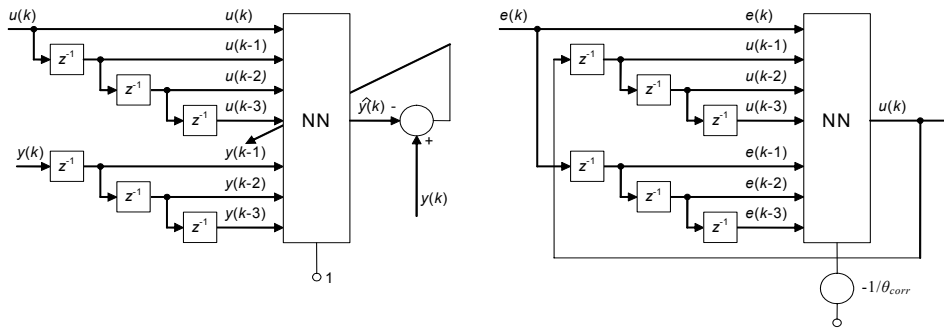 u(k)
u(k)
z⁻¹
u(k-1)
z⁻¹
u(k-2)
z⁻¹
u(k-3)
NN
ŷ(k)
-
+
y(k)
y(k)
z⁻¹
y(k-1)
z⁻¹
y(k-2)
z⁻¹
y(k-3)
1
e(k)
e(k)
z⁻¹
u(k-1)
z⁻¹
u(k-2)
z⁻¹
u(k-3)
NN
u(k)
z⁻¹
e(k-1)
z⁻¹
e(k-2)
z⁻¹
e(k-3)
-1/θcorr